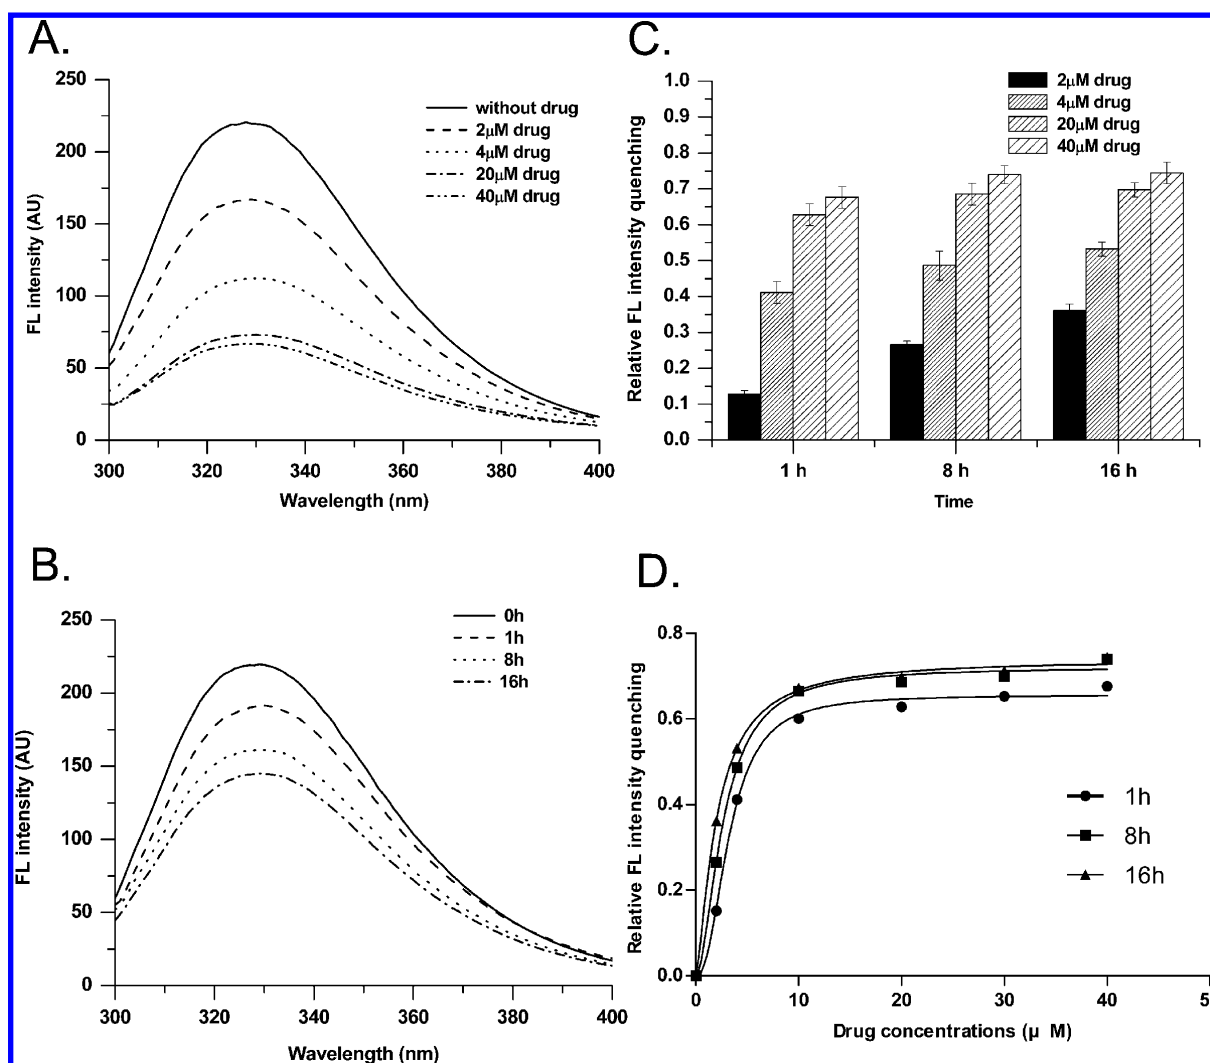 A.
250
200
150
100
50
0
FL intensity (AU)
300 320 340 360 380 400
Wavelength (nm)
without drug
2μM drug
4μM drug
20μM drug
40μM drug
C.
1.0
0.9
0.8
0.7
0.6
0.5
0.4
0.3
0.2
0.1
0.0
Relative FL intensity quenching
2μM drug
4μM drug
20μM drug
40μM drug
1 h 8 h 16 h
Time
B.
250
200
150
100
50
0
FL intensity (AU)
0h
1h
8h
16h
300 320 340 360 380 400
Wavelength (nm)
D.
0.8
0.6
0.4
0.2
0.0
Relative FL intensity quenching
1h
8h
16h
0 10 20 30 40 5
Drug concentrations (μ M)